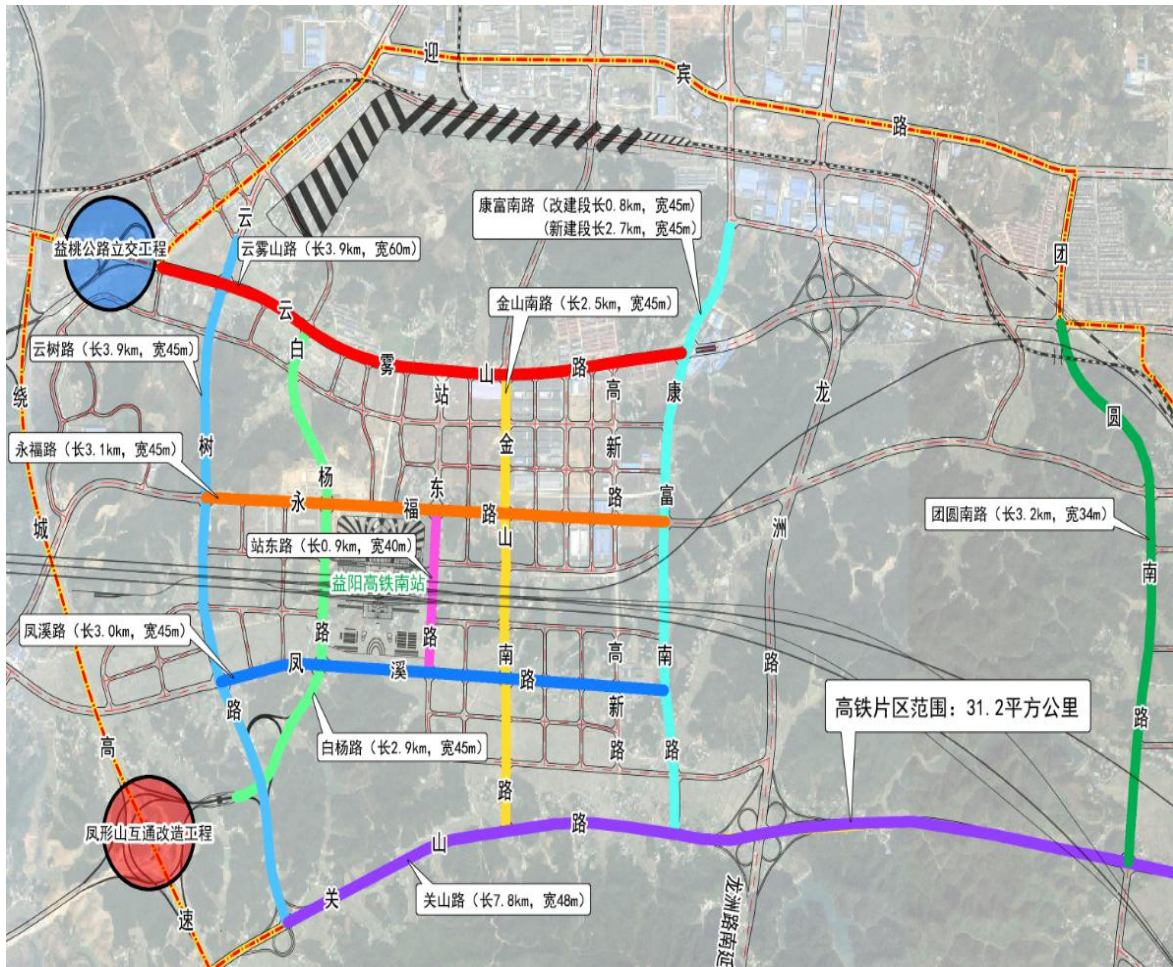 迎宾路
康富南路（改建段长0.8km，宽45m）
（新建段长2.7km，宽45m）
益桃公路立交工程
云雾山路（长3.9km，宽60m）
金山南路（长2.5km，宽45m）
云树路（长3.9km，宽45m）
云雾山路
永福路（长3.1km，宽45m）
永福路
站东路（长0.9km，宽40m）
益阳高铁南站
团圆南路（长3.2km，宽34m）
凤溪路（长3.0km，宽45m）
凤溪路
高铁片区范围：31.2平方公里
白杨路（长2.9km，宽45m）
凤形山互通改造工程
关山路
关山路（长7.8km，宽48m）
云树路
白杨路
站东路
金山南路
高新路
高新路
康富南路
龙洲路
龙洲路南延
团圆南路
绕城高速